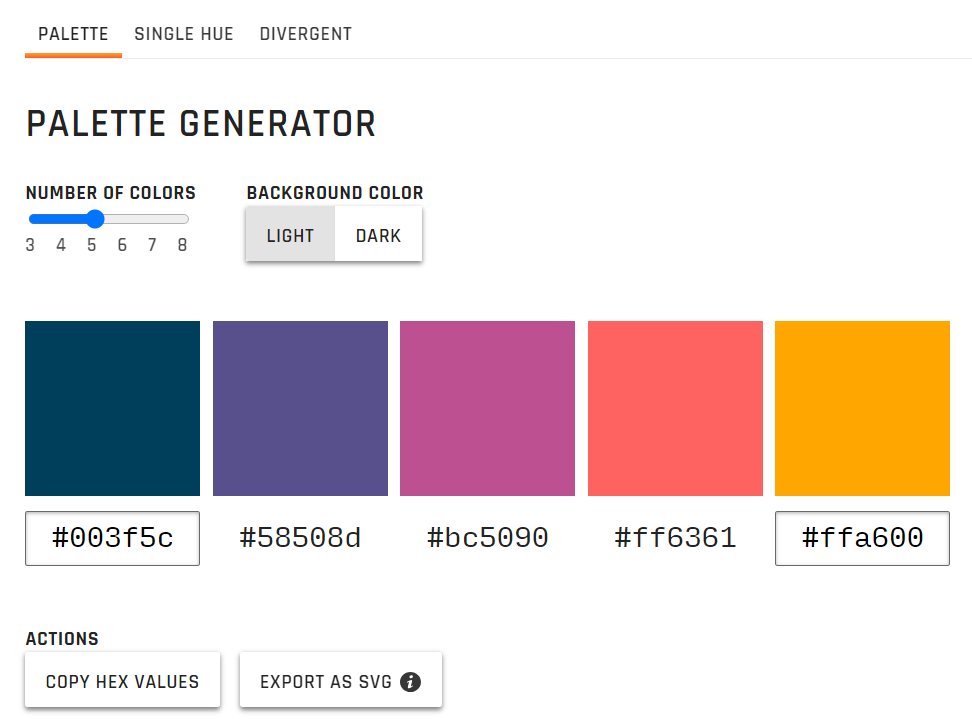 PALETTE SINGLE HUE DIVERGENT
PALETTE GENERATOR
NUMBER OF COLORS BACKGROUND COLOR
LIGHT DARK
3 4 5 6 7 8
#003f5c #58508d #bc5090 #ff6361 #ffa600
ACTIONS
COPY HEX VALUES EXPORT AS SVG i